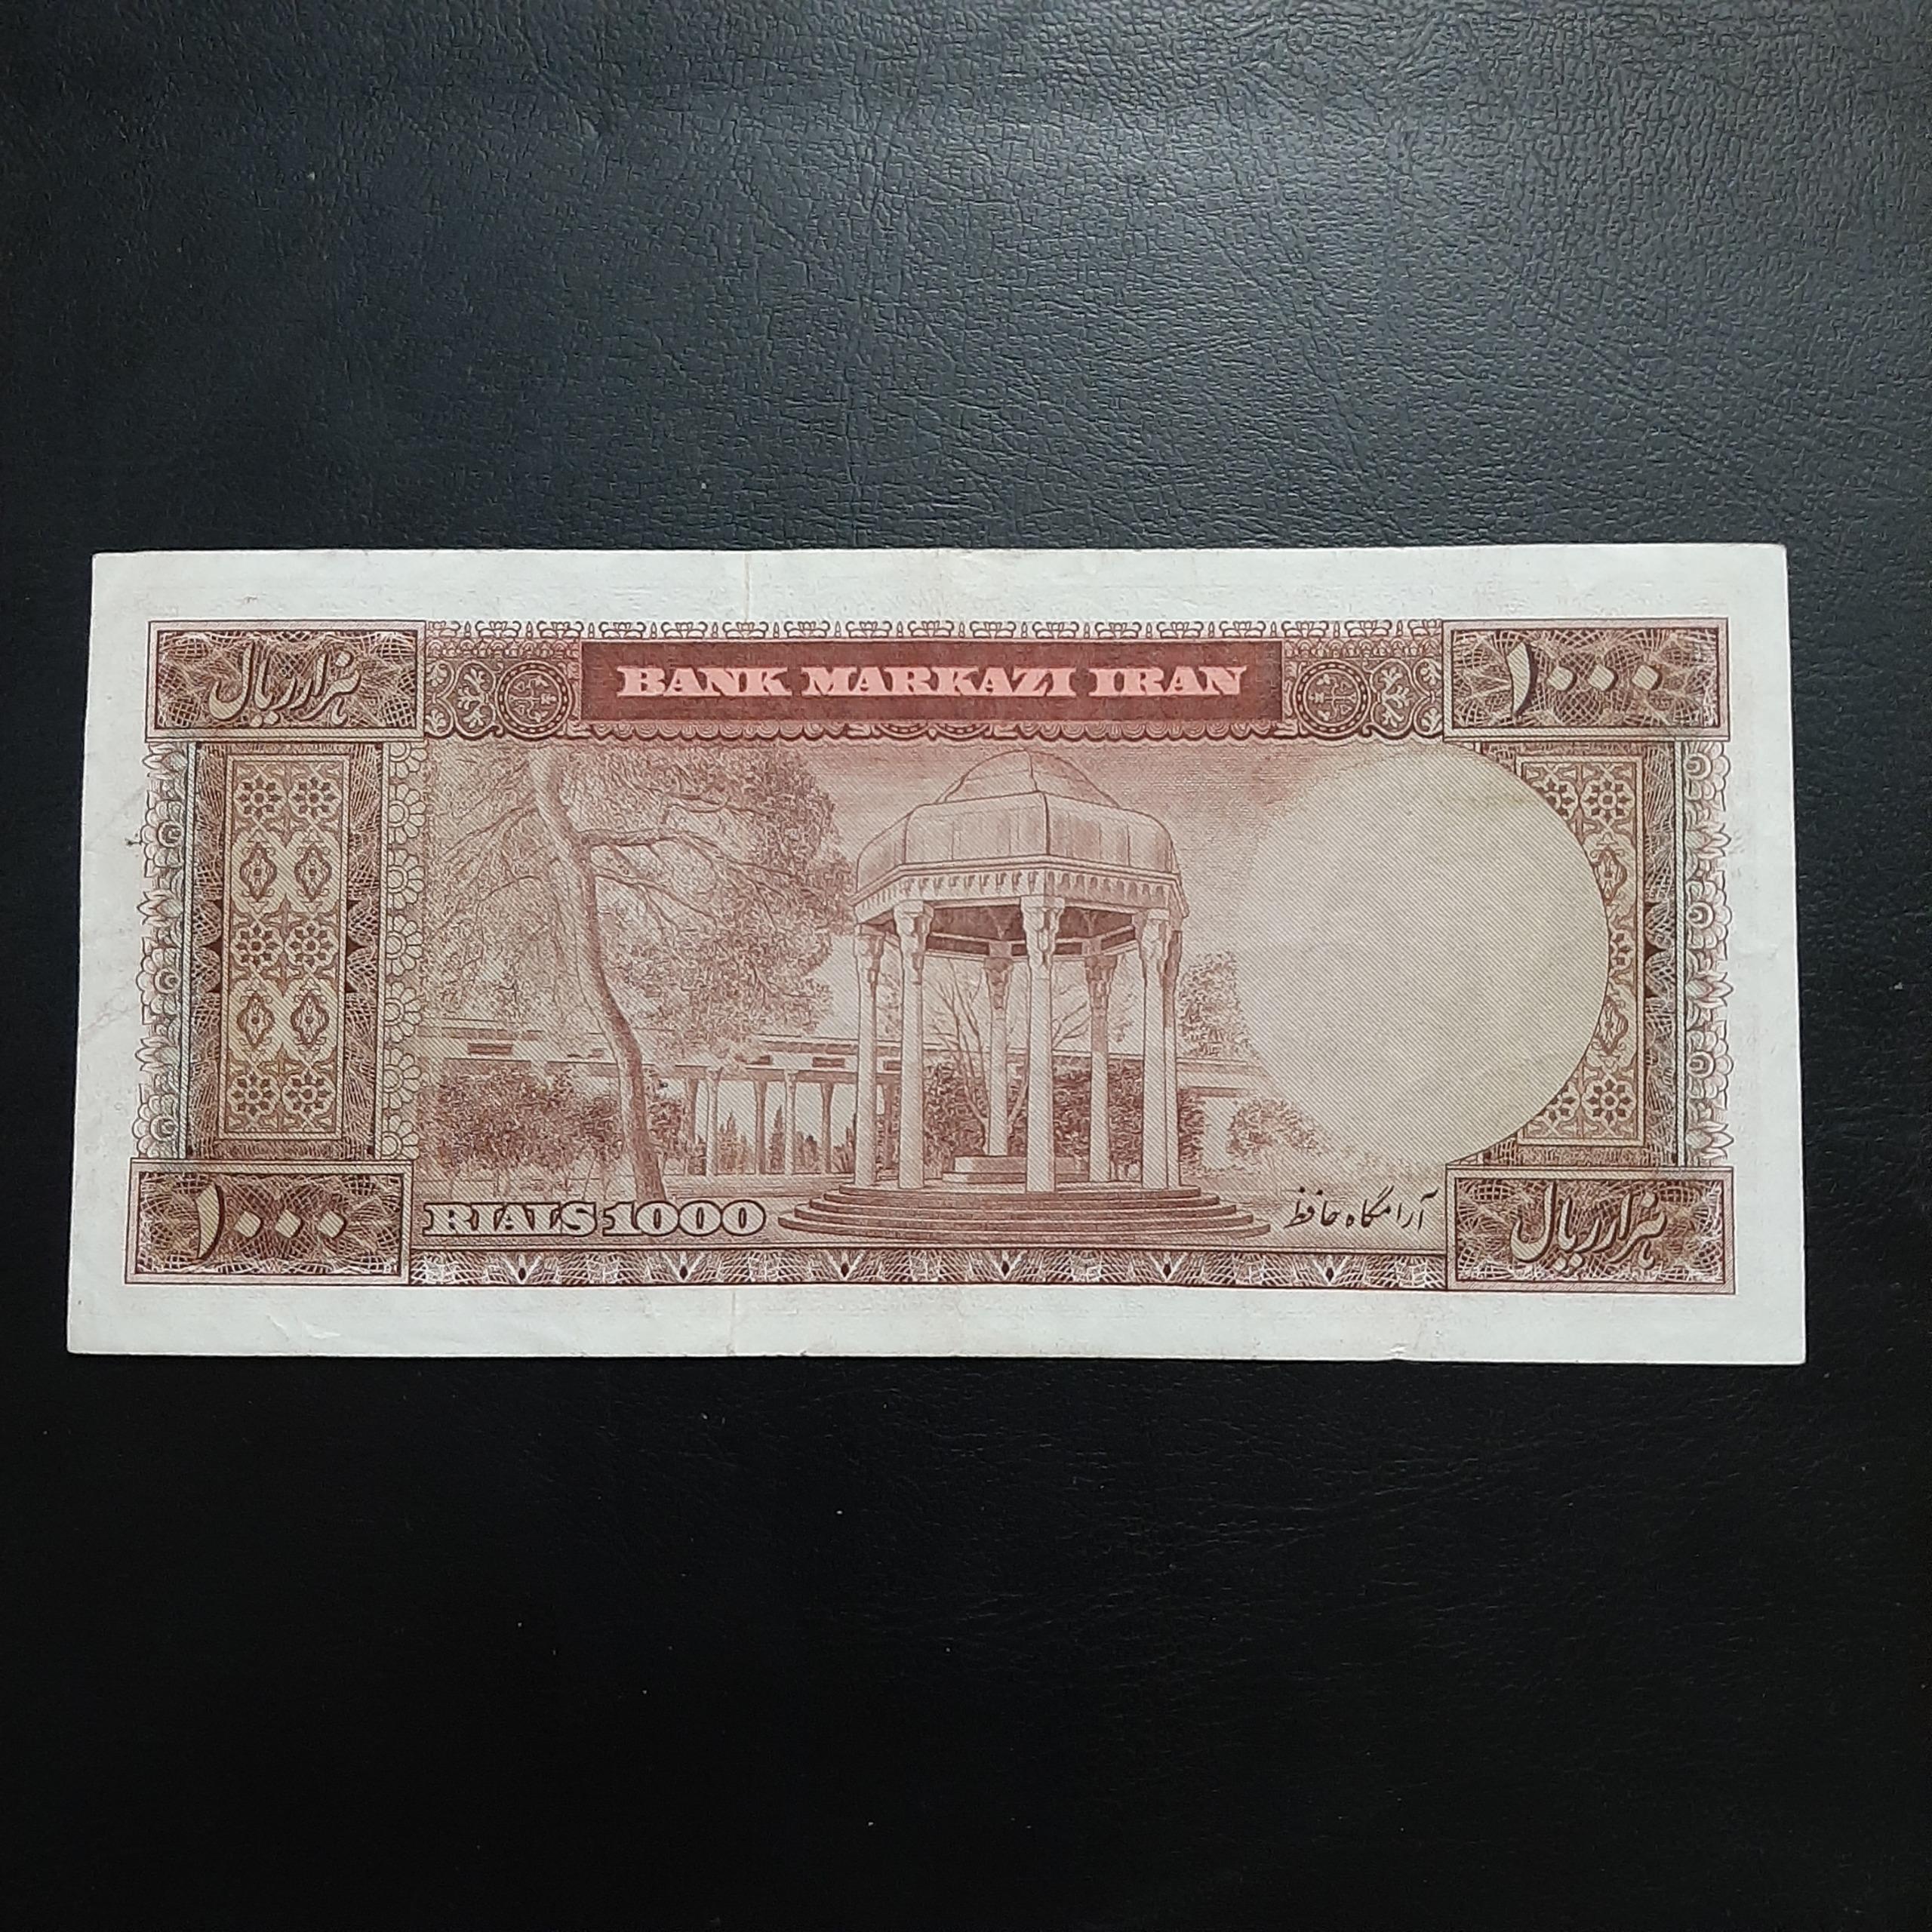 هزار ریال
BANK MARKAZI IRAN
۱۰۰۰
۱۰۰۰
RIALS 1000
آرامگاه حافظ
هزار ریال